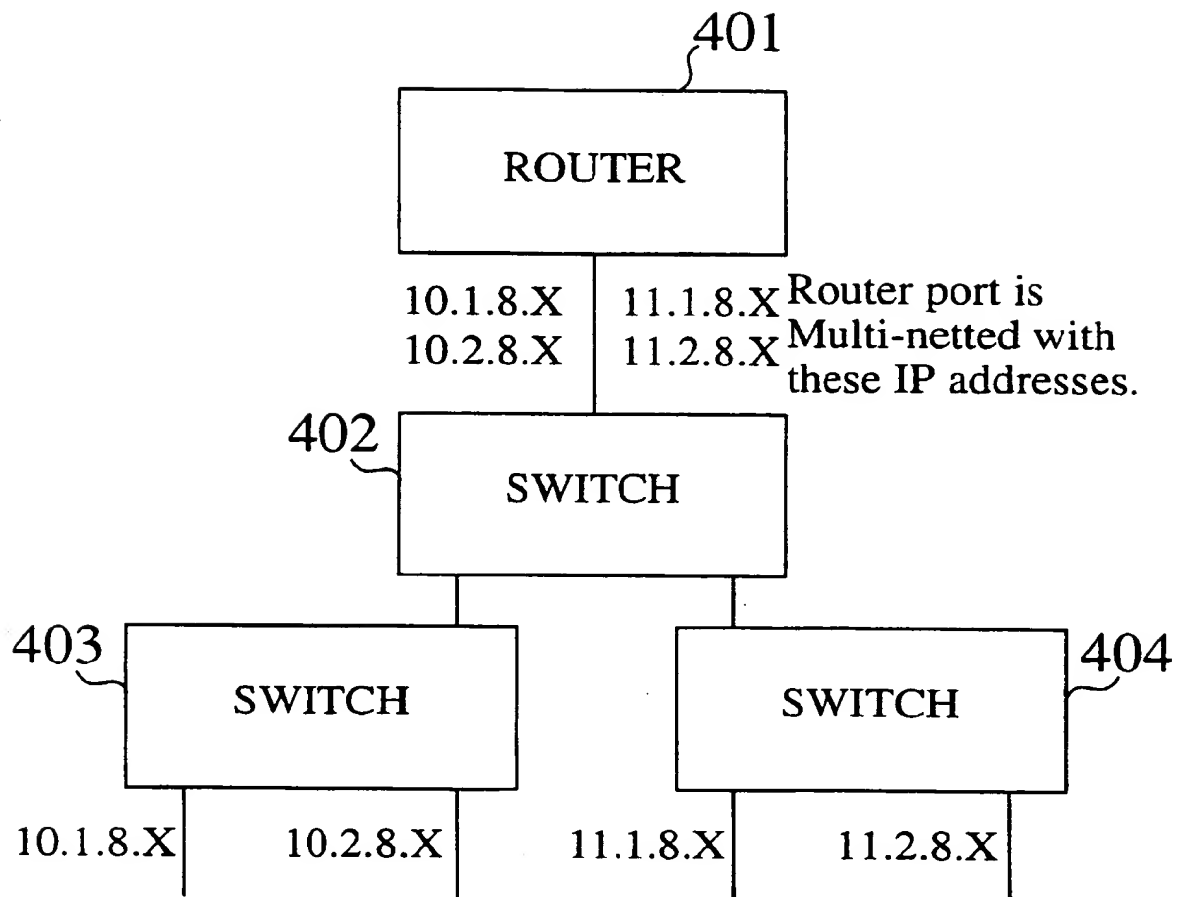 401
ROUTER
10.1.8.X 11.1.8.X Router port is
10.2.8.X 11.2.8.X Multi-netted with
these IP addresses.
402
SWITCH
403
SWITCH
404
SWITCH
10.1.8.X 10.2.8.X 11.1.8.X 11.2.8.X